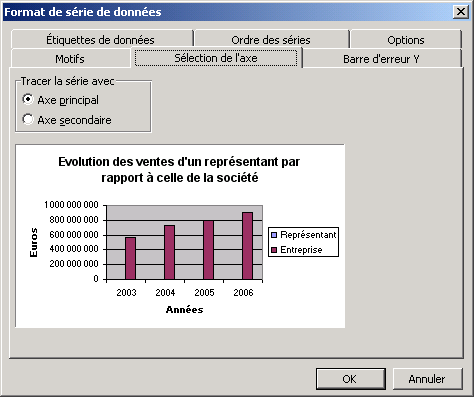 Format de série de données
Étiquettes de données
Ordre des séries
Options
Motifs
Sélection de l'axe
Barre d'erreur Y
Tracer la série avec
Axe principal
Axe secondaire
Evolution des ventes d'un représentant par
rapport à celle de la société
1000 000 000
800 000 000
600 000 000
400 000 000
200 000 000
0
Euros
2003 2004 2005 2006
Années
Représentant
Entreprise
OK
Annuler